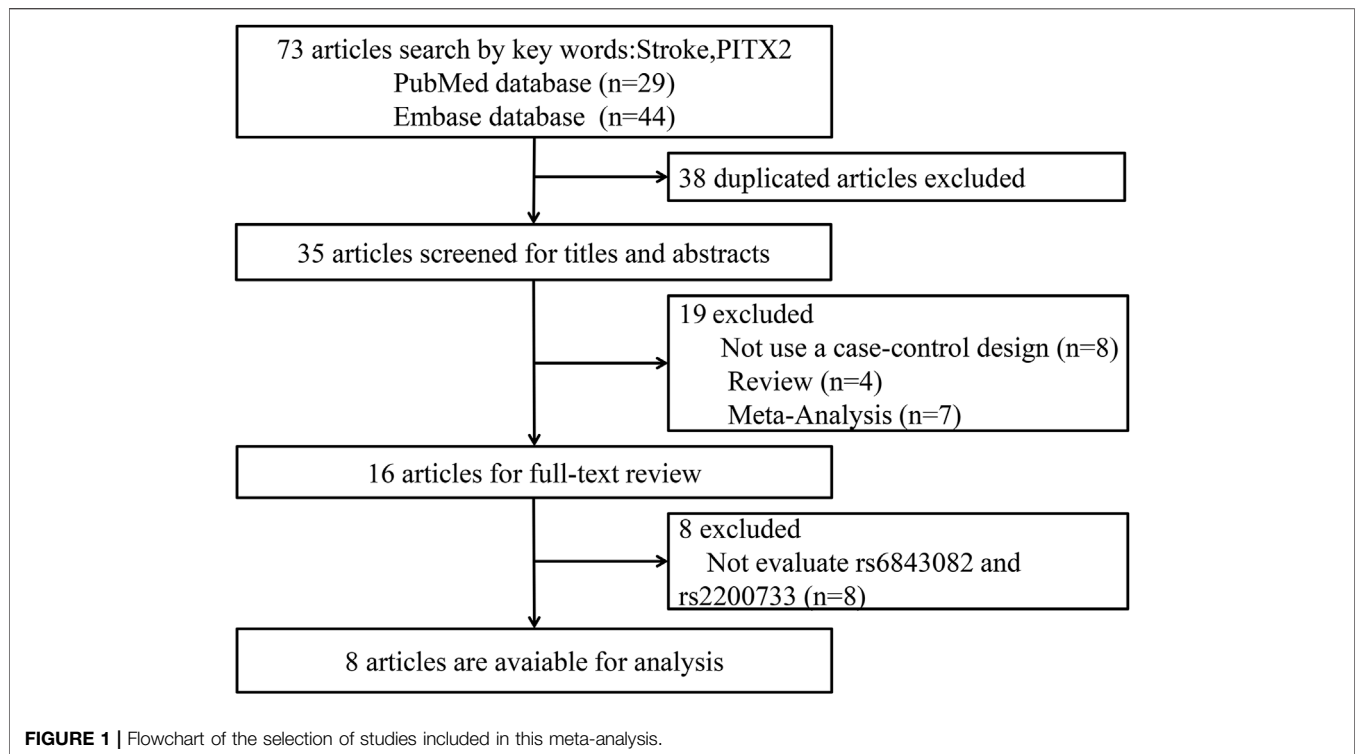 73 articles search by key words:Stroke,PITX2
PubMed database (n=29)
Embase database (n=44)
38 duplicated articles excluded
35 articles screened for titles and abstracts
19 excluded
Not use a case-control design (n=8)
Review (n=4)
Meta-Analysis (n=7)
16 articles for full-text review
8 excluded
Not evaluate rs6843082 and
rs2200733 (n=8)
8 articles are avaiable for analysis
FIGURE 1 | Flowchart of the selection of studies included in this meta-analysis.